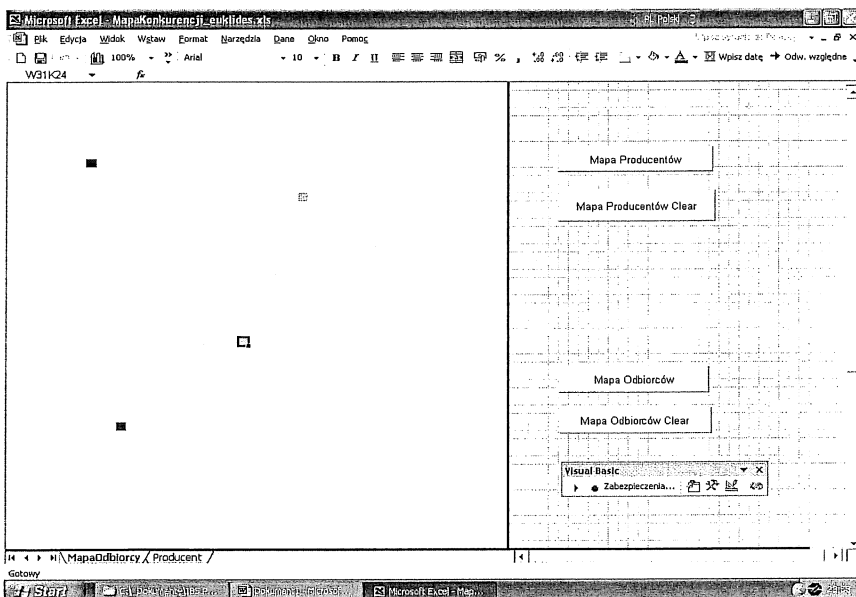 Microsoft Excel - MapaKonkurencji_euklides.xls
PL Polski
Plik Edycja Widok Wstaw Format Narzędzia Dane Okno Pomoc
100% Arial 10 B I U % , Wpisz datę Odw. względne
W31K24 fx
Mapa Producentów
Mapa Producentów Clear
Mapa Odbiorców
Mapa Odbiorców Clear
Visual Basic
Zabezpieczenia...
MapaOdbiorcy / Producent /
Gotowy
Start Microsoft Excel - Map...